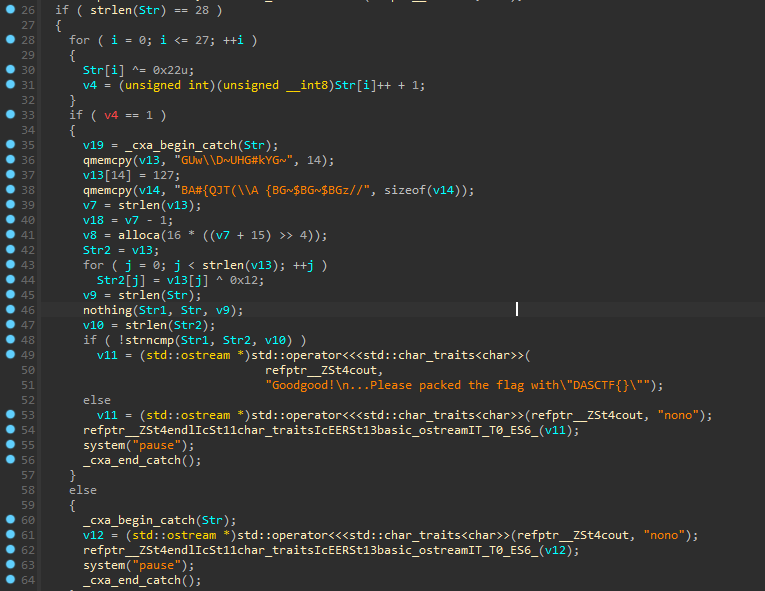 26 if ( strlen(Str) == 28 )
27 {
28 for ( i = 0; i <= 27; ++i )
29 {
30 Str[i] ^= 0x22u;
31 v4 = (unsigned int)(unsigned __int8)Str[i]++ + 1;
32 }
33 if ( v4 == 1 )
34 {
35 v19 = _cxa_begin_catch(Str);
36 qmemcpy(v13, "GUw\\D~UHG#kYG~", 14);
37 v13[14] = 127;
38 qmemcpy(v14, "BA#{QJT(\\A {BG~$BG~$BGz//", sizeof(v14));
39 v7 = strlen(v13);
40 v18 = v7 - 1;
41 v8 = alloca(16 * ((v7 + 15) >> 4));
42 Str2 = v13;
43 for ( j = 0; j < strlen(v13); ++j )
44 Str2[j] = v13[j] ^ 0x12;
45 v9 = strlen(Str);
46 nothing(Str1, Str, v9);
47 v10 = strlen(Str2);
48 if ( !strncmp(Str1, Str2, v10) )
49 v11 = (std::ostream *)std::operator<<<std::char_traits<char>>(
50 refptr__ZSt4cout,
51 "Goodgood!\n...Please packed the flag with\"DASCTF{}\"");
52 else
53 v11 = (std::ostream *)std::operator<<<std::char_traits<char>>(refptr__ZSt4cout, "nono");
54 refptr__ZSt4endlIcSt11char_traitsIcEERSt13basic_ostreamIT_T0_ES6_(v11);
55 system("pause");
56 _cxa_end_catch();
57 }
58 else
59 {
60 _cxa_begin_catch(Str);
61 v12 = (std::ostream *)std::operator<<<std::char_traits<char>>(refptr__ZSt4cout, "nono");
62 refptr__ZSt4endlIcSt11char_traitsIcEERSt13basic_ostreamIT_T0_ES6_(v12);
63 system("pause");
64 _cxa_end_catch();